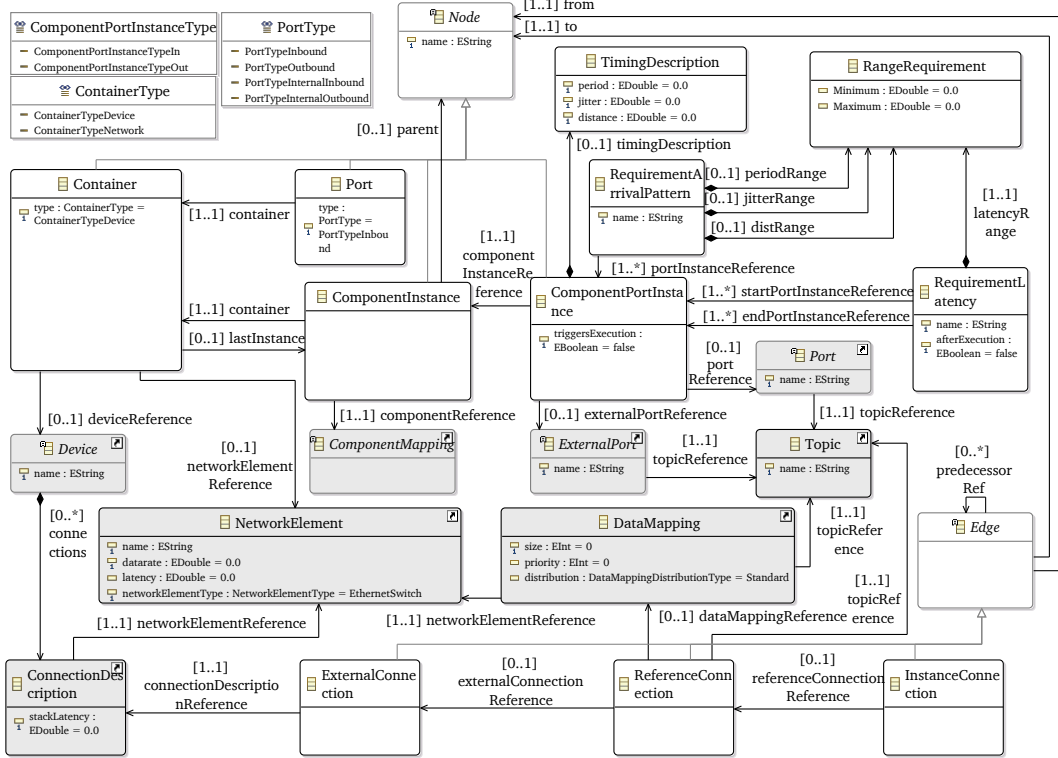 ComponentPortInstanceType
ComponentPortInstanceTypeIn
ComponentPortInstanceTypeOut
ContainerType
ContainerTypeDevice
ContainerTypeNetwork
PortType
PortTypeInbound
PortTypeOutbound
PortTypeInternalInbound
PortTypeInternalOutbound
Node
name : EString
[1..1] from
[1..1] to
[0..1] parent
TimingDescription
period : EDouble = 0.0
jitter : EDouble = 0.0
distance : EDouble = 0.0
[0..1] timingDescription
RangeRequirement
Minimum : EDouble = 0.0
Maximum : EDouble = 0.0
RequirementA
rrivalPattern
name : EString
[0..1] periodRange
[0..1] jitterRange
[0..1] distRange
[1..1]
latencyR
ange
Container
type : ContainerType =
ContainerTypeDevice
[1..1] container
Port
type :
PortType =
PortTypeInbou
nd
[1..1]
component
InstanceRe
ference
[1..*] portInstanceReference
ComponentInstance
[1..1] container
[0..1] lastInstance
ComponentPortInsta
nce
triggersExecution :
EBoolean = false
[1..*] startPortInstanceReference
[1..*] endPortInstanceReference
RequirementL
atency
name : EString
afterExecution :
EBoolean = false
[0..1]
port
Reference
Port
name : EString
[0..1] deviceReference
[1..1] componentReference
[0..1] externalPortReference
[1..1] topicReference
Device
name : EString
[0..1]
networkElement
Reference
ComponentMapping
ExternalPort
name : EString
[1..1]
topicReference
Topic
name : EString
[0..*]
predecessor
Ref
Edge
[0..*]
conne
ctions
NetworkElement
name : EString
datarate : EDouble = 0.0
latency : EDouble = 0.0
networkElementType : NetworkElementType = EthernetSwitch
DataMapping
size : EInt = 0
priority : EInt = 0
distribution : DataMappingDistributionType = Standard
[1..1]
topicRefer
ence
[1..1]
topicRef
erence
[1..1] networkElementReference
[1..1] networkElementReference
[0..1] dataMappingReference
ConnectionDes
cription
stackLatency :
EDouble = 0.0
[1..1]
connectionDescriptio
nReference
ExternalConne
ction
[0..1]
externalConnection
Reference
ReferenceConn
ection
[0..1]
referenceConnection
Reference
InstanceConne
ction